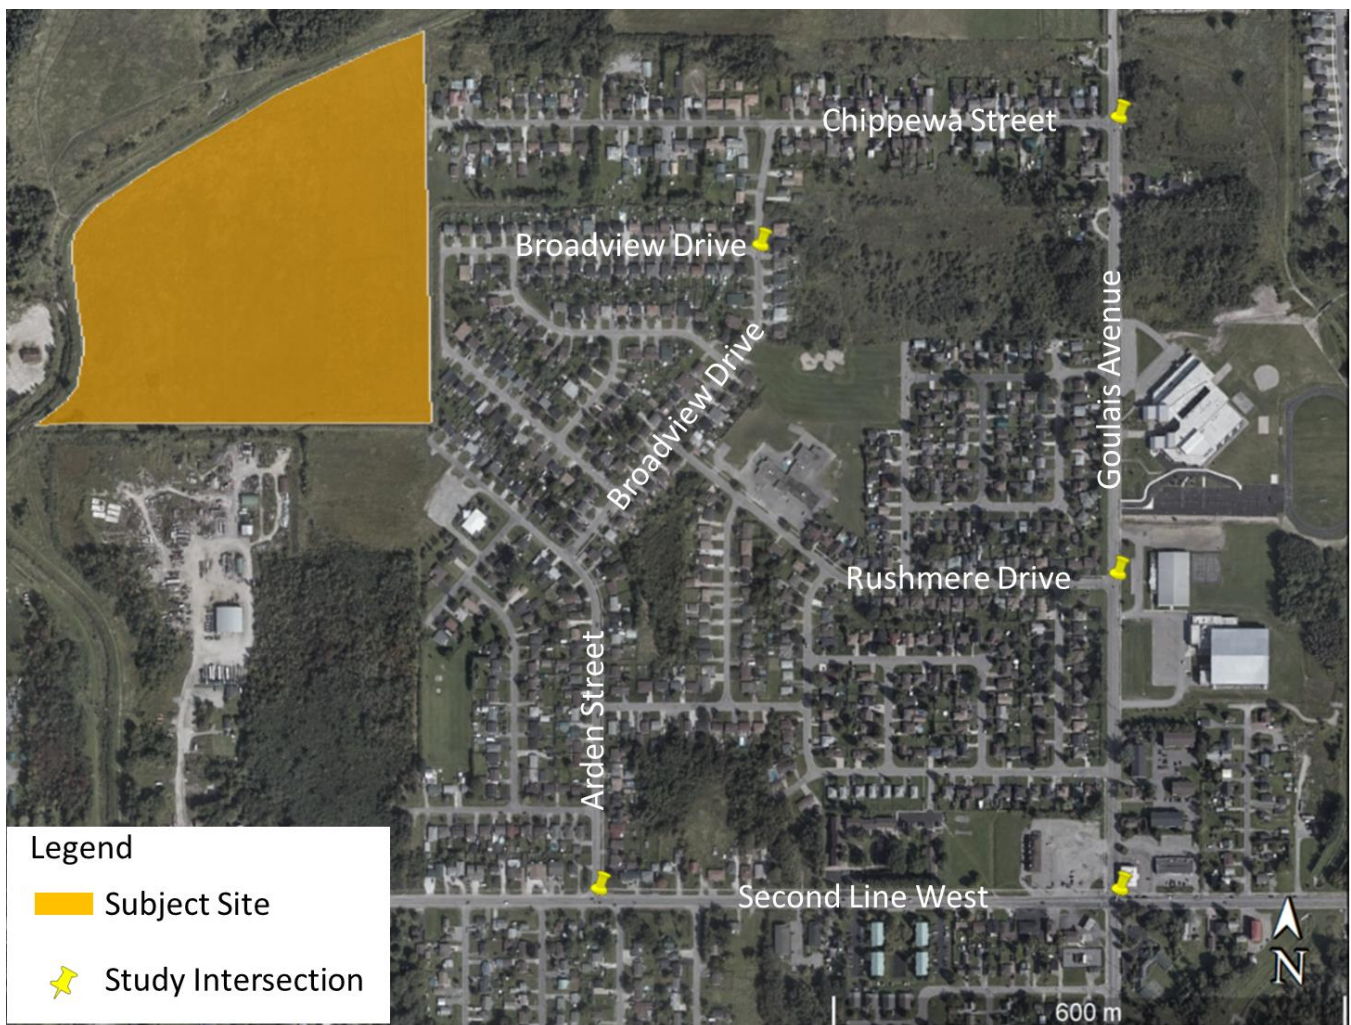 Chippewa Street
Broadview Drive
Goulais Avenue
Broadview Drive
Rushmere Drive
Arden Street
Legend
Subject Site
Study Intersection
Second Line West
N
600 m